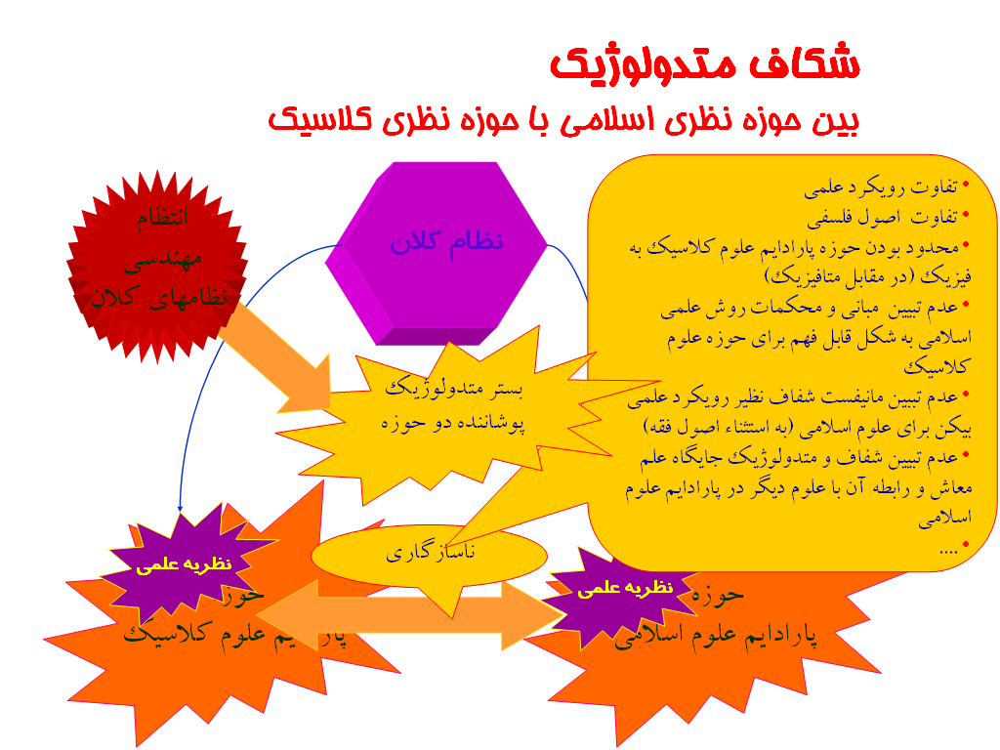 شکاف متدولوژیک
بین حوزه نظری اسلامی با حوزه نظری کلاسیک
• تفاوت رویکرد علمی
• تفاوت اصول فلسفی
• محدود بودن حوزه پارادایم علوم کلاسیک به
فیزیک (در مقابل متافیزیک)
• عدم تبیین مبانی و محکمات روش علمی
اسلامی به شکل قابل فهم برای حوزه علوم
کلاسیک
• عدم تبیین مانیفست شفاف نظیر رویکرد علمی
بیکن برای علوم اسلامی (به استثناء اصول فقه)
• عدم تبیین شفاف و متدولوژیک جایگاه علم
معاش و رابطه آن با علوم دیگر در پارادایم علوم
اسلامی
• ....
نظام کلان
انتظام
مهندسی
نظامهای کلان
بستر متدولوژیک
پوشاننده دو حوزه
ناسازگاری
نظریه علمی
حوزه
پارادایم علوم اسلامی
نظریه علمی
حوزه
پارادایم علوم کلاسیک